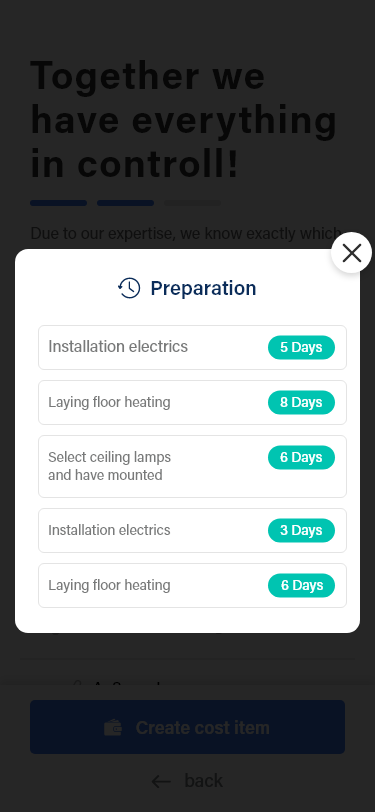 Together we
have everything
in controll!
Due to our expertise, we know exactly which
Preparation
Installation electrics
5 Days
Laying floor heating
8 Days
Select ceiling lamps
and have mounted
6 Days
Installation electrics
3 Days
Laying floor heating
6 Days
Create cost item
back